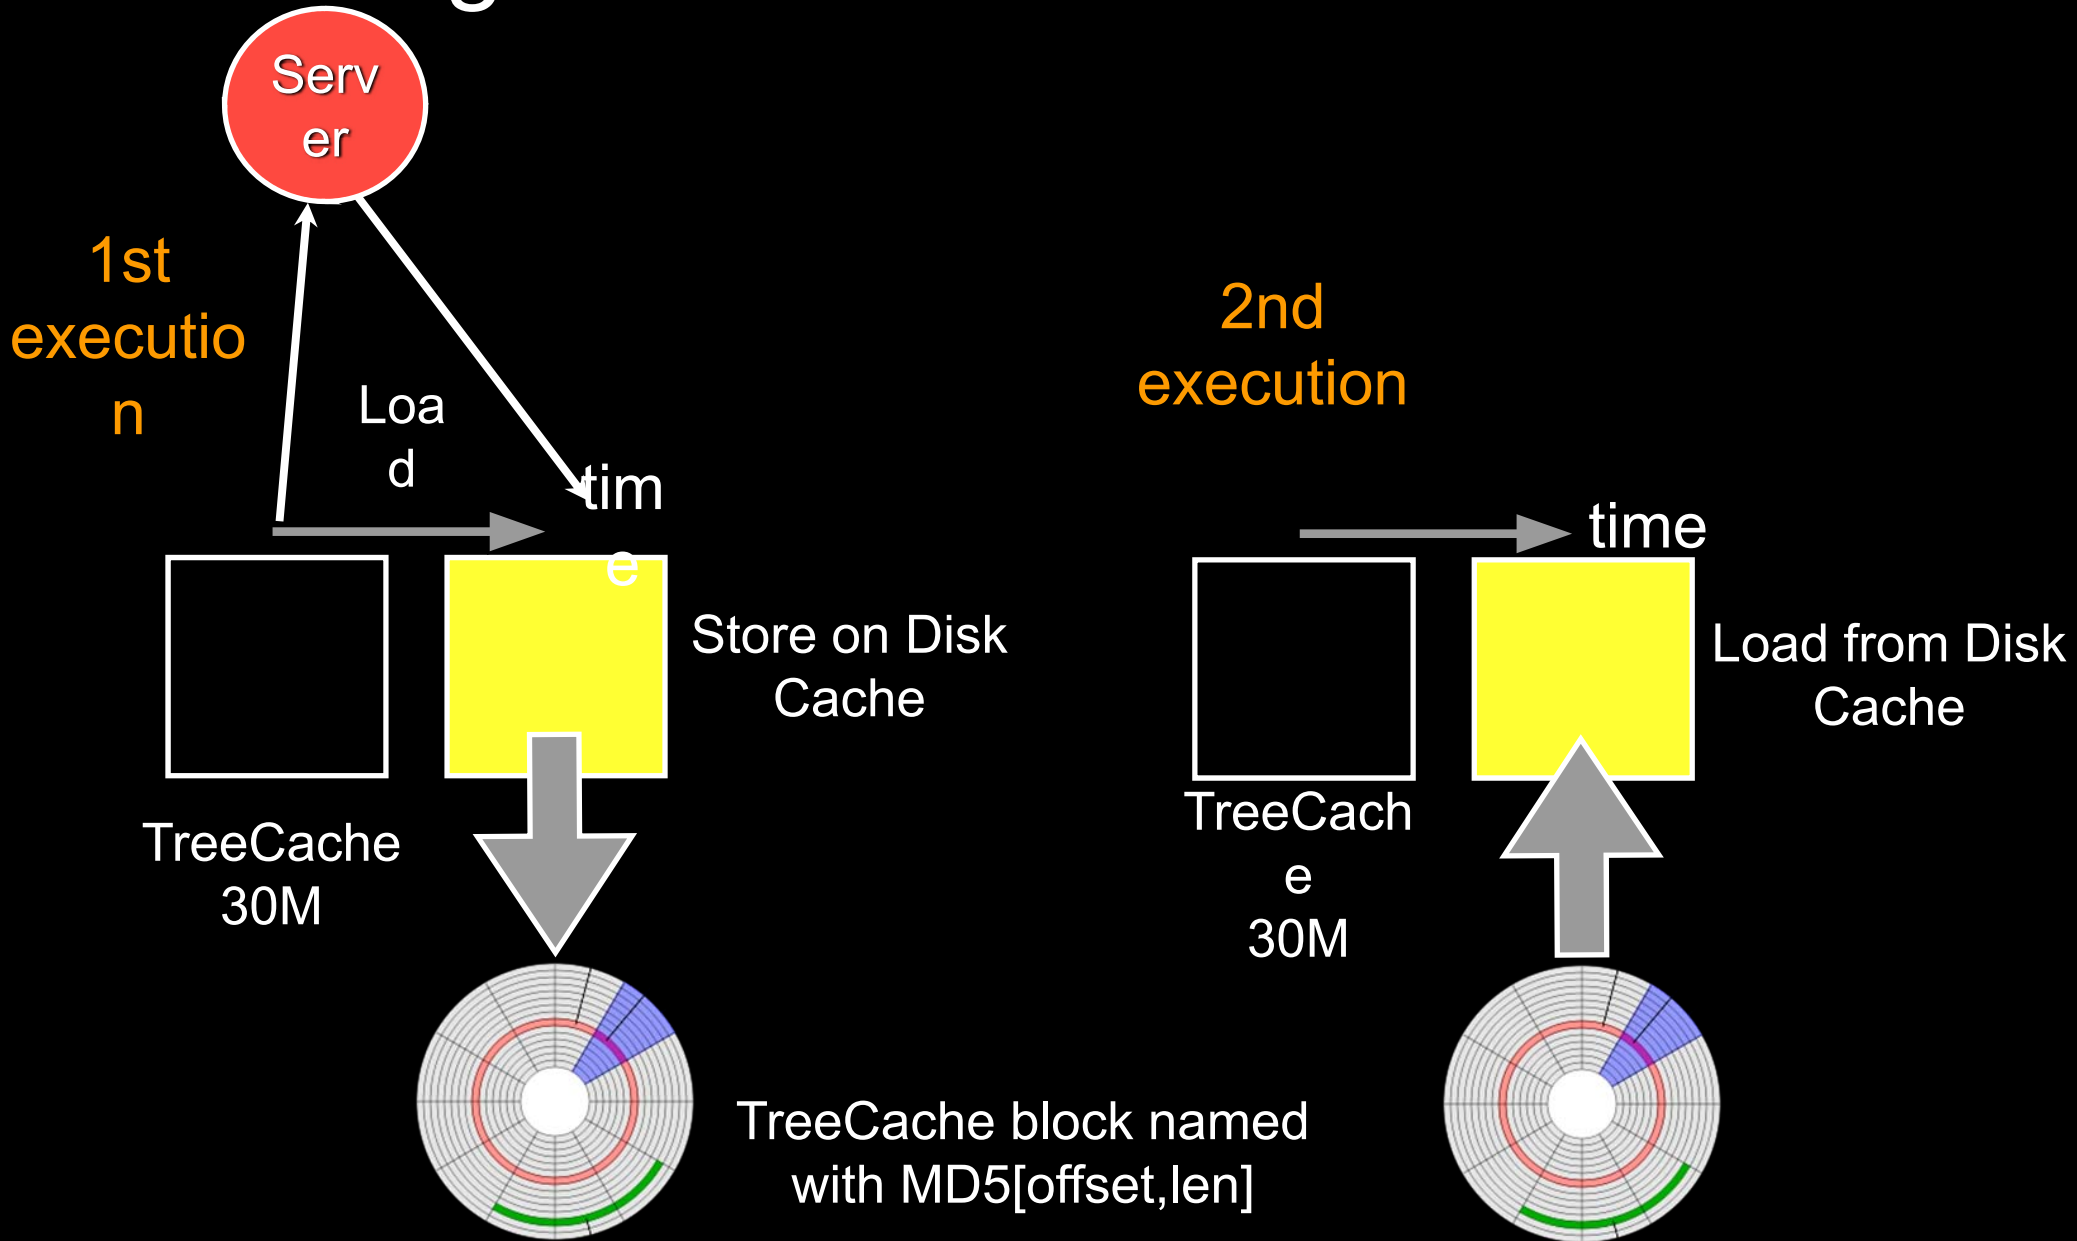 Serv
er
1st
executio
n
Loa
d
tim
e
Store on Disk
Cache
TreeCache
30M
TreeCache block named
with MD5[offset,len]
2nd
execution
time
Load from Disk
Cache
TreeCach
e
30M